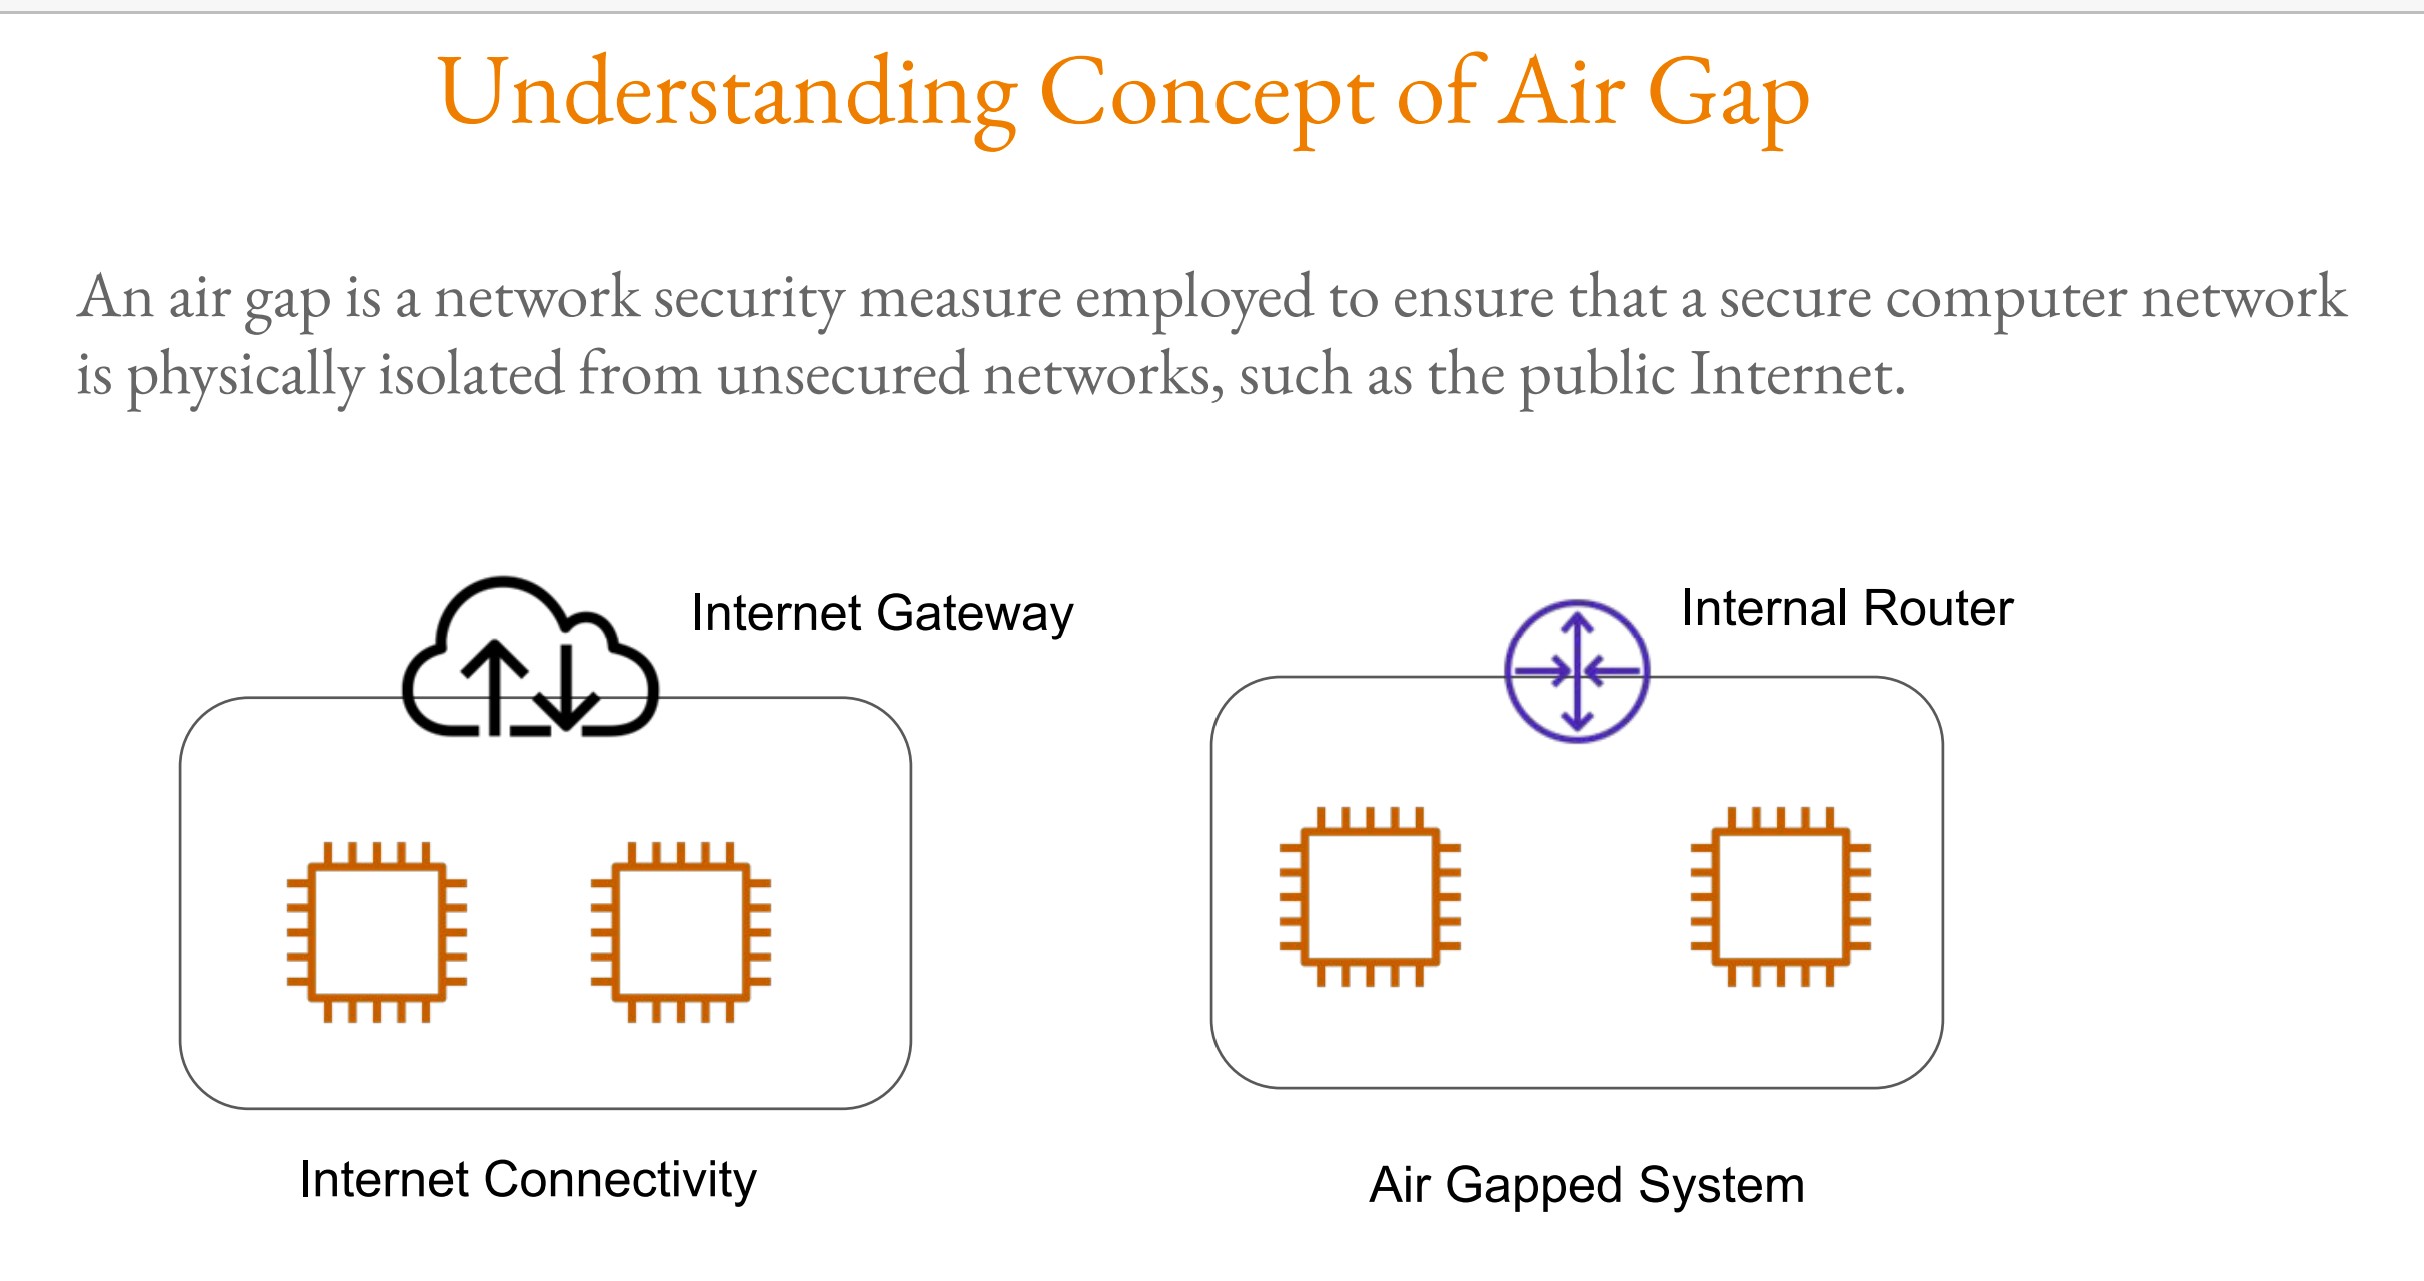 Understanding Concept of Air Gap
An air gap is a network security measure employed to ensure that a secure computer network
is physically isolated from unsecured networks, such as the public Internet.
Internet Gateway
Internal Router
Internet Connectivity
Air Gapped System